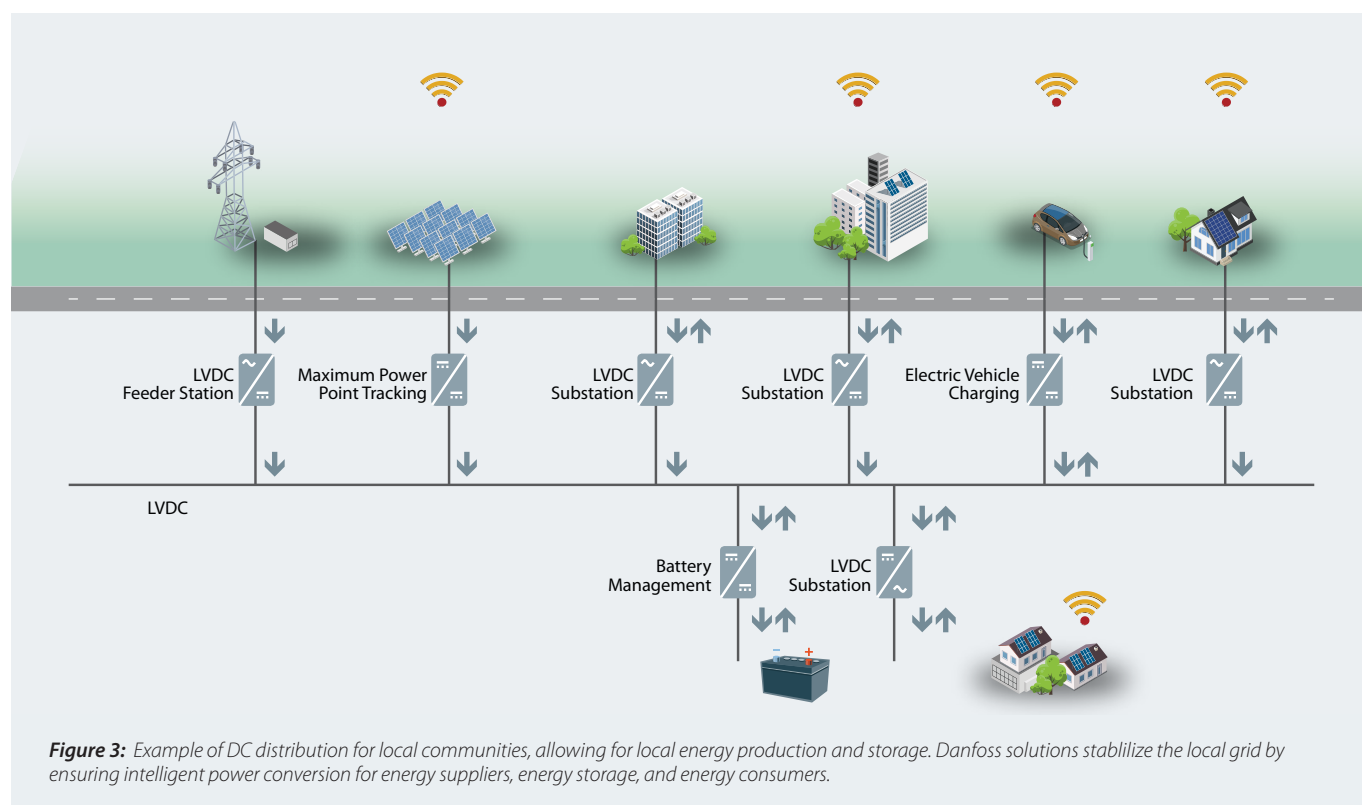 LVDC
Feeder Station
Maximum Power
Point Tracking
LVDC
Substation
LVDC
Substation
Electric Vehicle
Charging
LVDC
Substation
LVDC
Battery
Management
LVDC
Substation
Figure 3: Example of DC distribution for local communities, allowing for local energy production and storage. Danfoss solutions stablilize the local grid by
ensuring intelligent power conversion for energy suppliers, energy storage, and energy consumers.